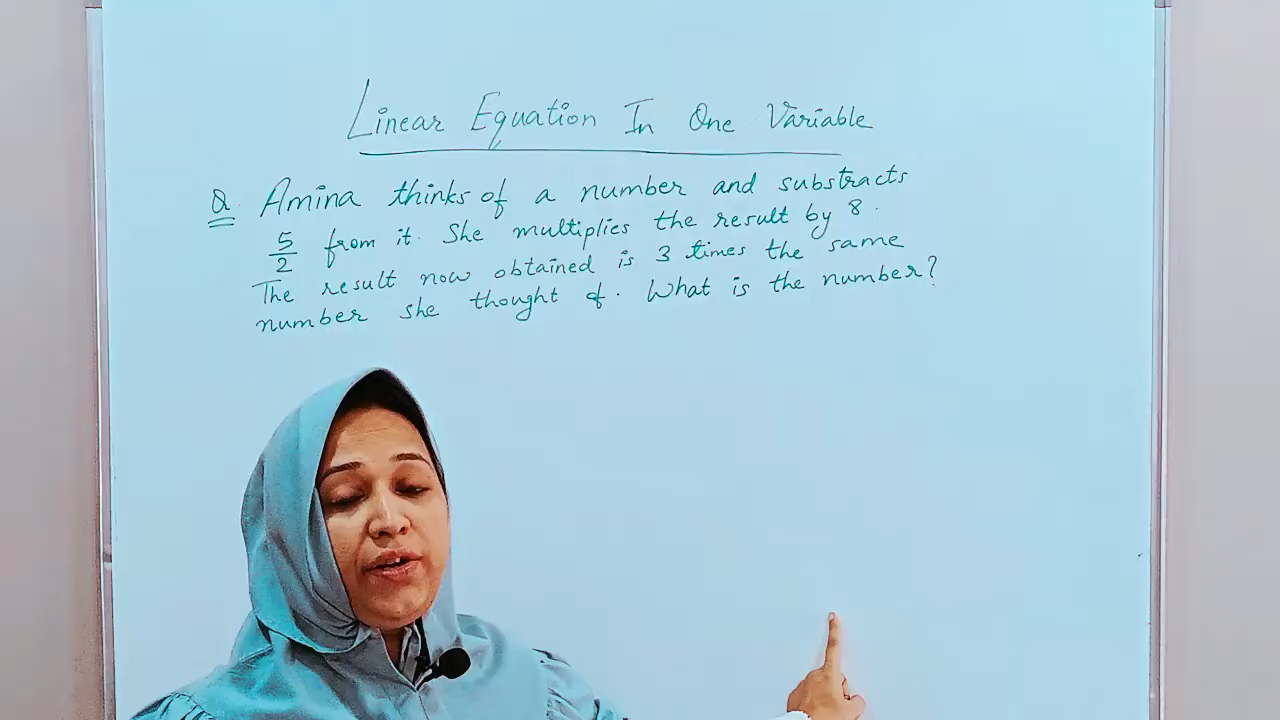 Linear Equation In One Variable
Q Amina thinks of a number and substracts
5/2 from it. She multiplies the result by 8.
The result now obtained is 3 times the same
number she thought of. What is the number?